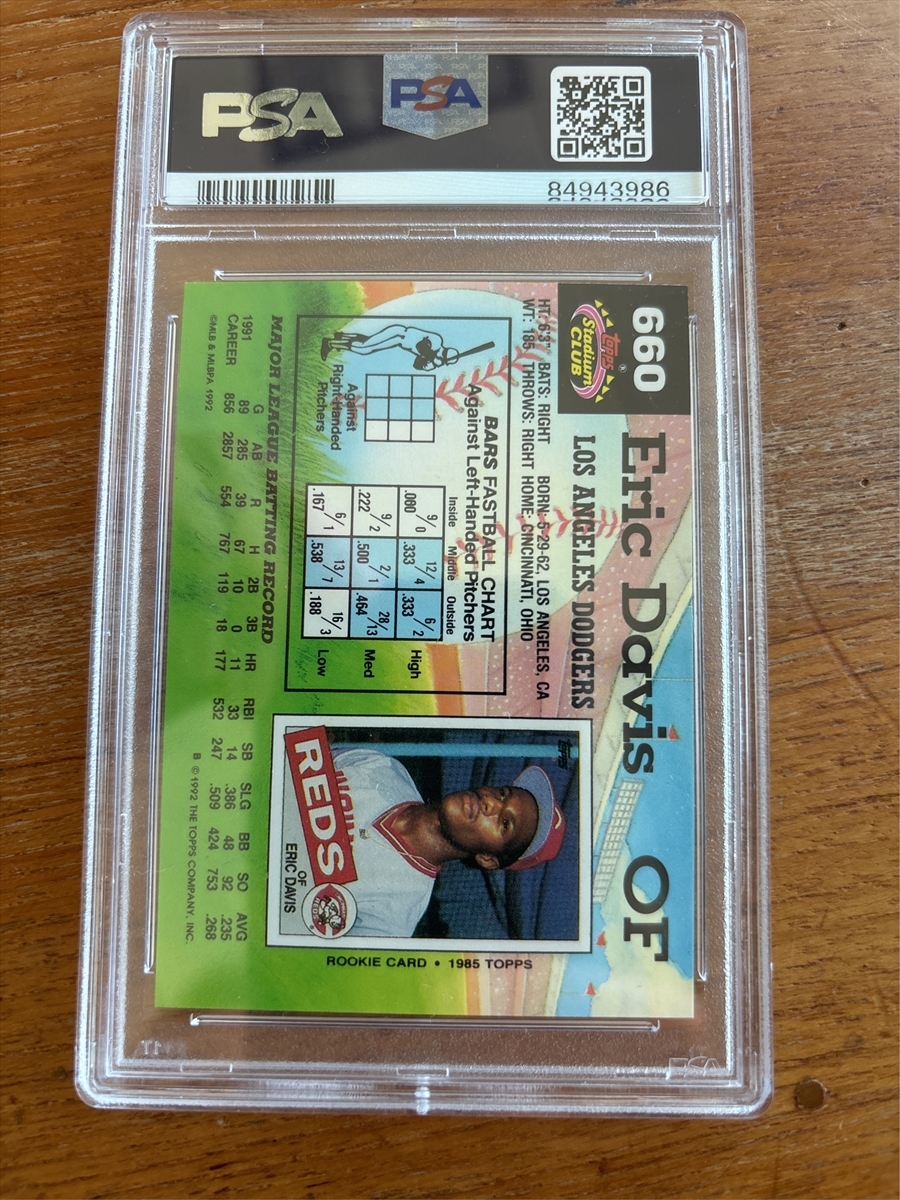 PSA
PSA
84943986
660
Topps®
Stadium
CLUB
Eric Davis OF
LOS ANGELES DODGERS
HT: 6'3" BATS: RIGHT BORN: 5-29-62, LOS ANGELES, CA
WT: 185 THROWS: RIGHT HOME: CINCINNATI, OHIO
BARS FASTBALL CHART
Against Left-Handed Pitchers
Inside Middle Outside
9/0 12/4 6/2
.000 .333 .333 High
9/2 2/1 28/13
.222 .500 .464 Med
6/1 13/7 16/3
.167 .538 .188 Low
Against
Right-Handed
Pitchers
TOPPS
REDS
OF
ERIC DAVIS
ROOKIE CARD • 1985 TOPPS
MAJOR LEAGUE BATTING RECORD
G AB R H 2B 3B HR RBI SB SLG BB SO AVG
1991 89 285 39 67 10 0 11 33 14 .386 48 92 .235
CAREER 856 2857 554 767 119 18 177 532 247 .509 424 753 .268
©MLB & MLBPA 1992
B © 1992 THE TOPPS COMPANY, INC.
PSA